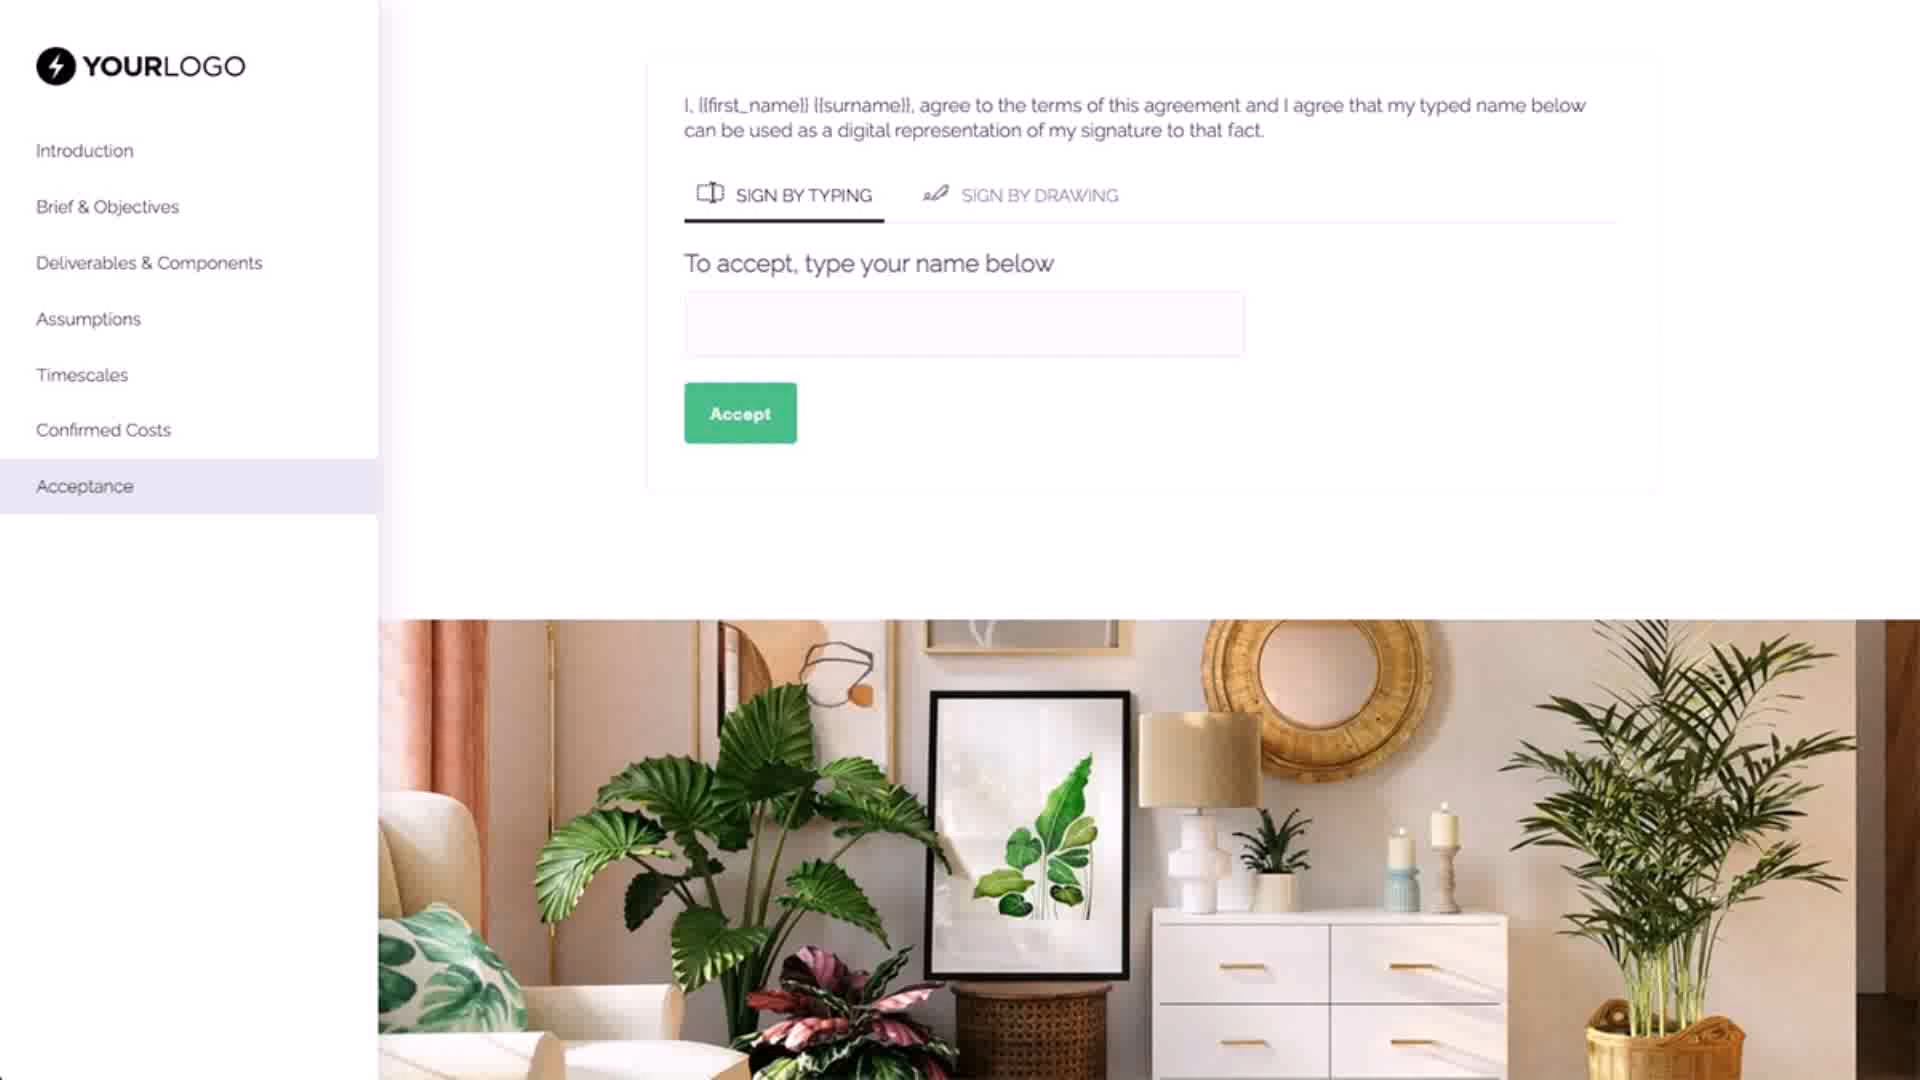 YOURLOGO
Introduction
Brief & Objectives
Deliverables & Components
Assumptions
Timescales
Confirmed Costs
Acceptance
I, {{first_name}} {{surname}}, agree to the terms of this agreement and I agree that my typed name below
can be used as a digital representation of my signature to that fact.
SIGN BY TYPING
SIGN BY DRAWING
To accept, type your name below
Accept